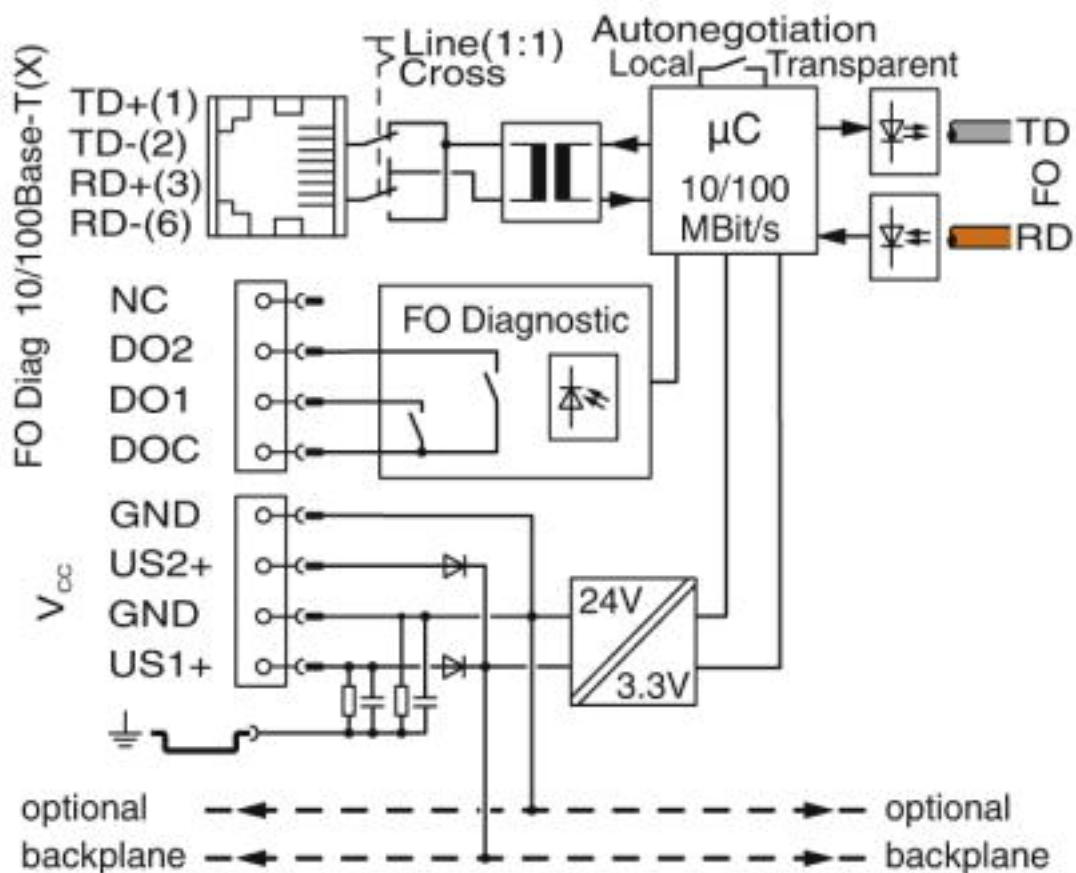 Line(1:1)
Cross
Autonegotiation
Local Transparent
FO Diag 10/100Base-T(X)
TD+(1)
TD-(2)
RD+(3)
RD-(6)
µC
10/100
MBit/s
TD
FO
RD
NC
DO2
DO1
DOC
FO Diagnostic
Vcc
GND
US2+
GND
US1+
24V
3.3V
optional optional
backplane backplane